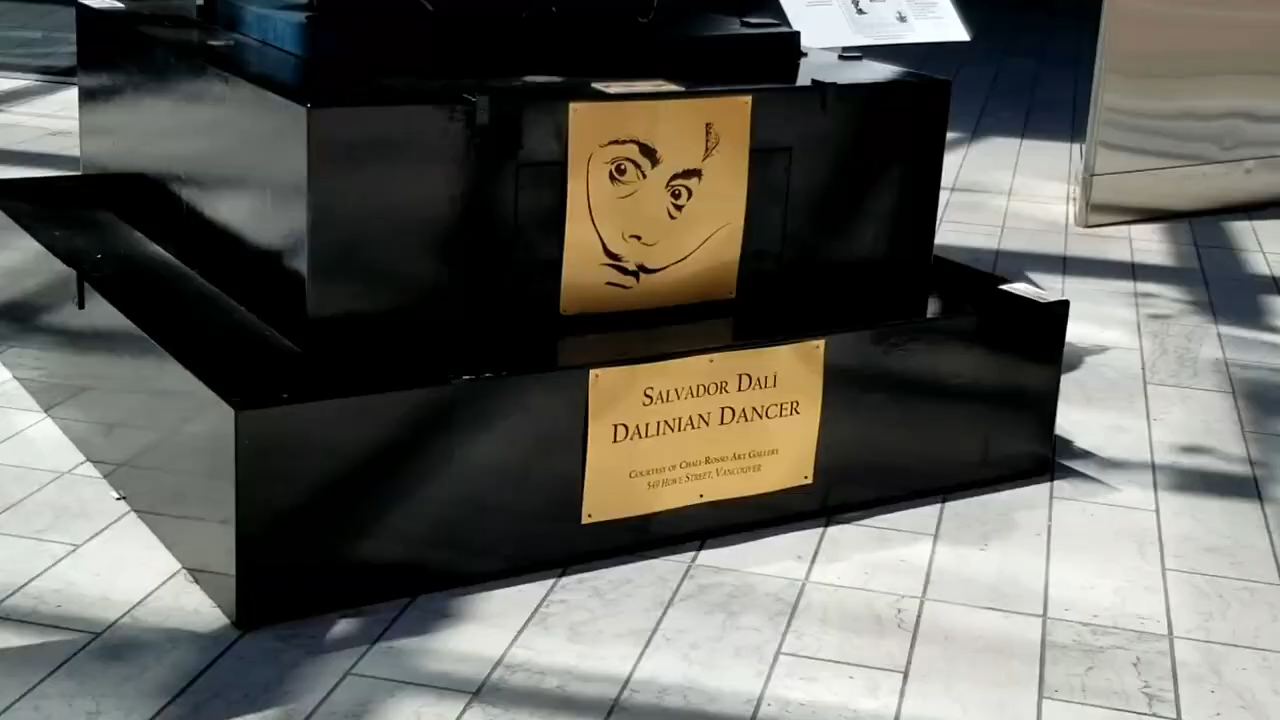 SALVADOR DALÍ
DALINIAN DANCER
COURTESY OF CHALI-ROSSO ART GALLERY
549 HOWE STREET, VANCOUVER